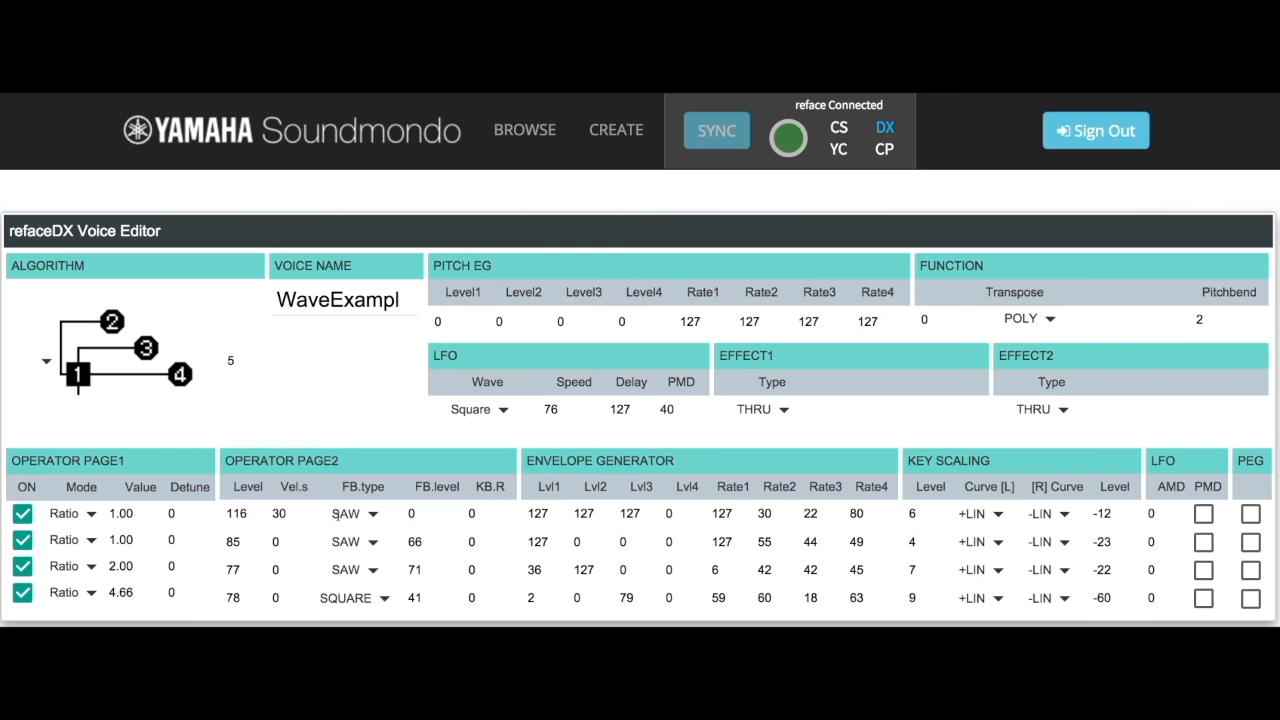 reface Connected
YAMAHA Soundmondo BROWSE CREATE SYNC CS DX Sign Out
YC CP
refaceDX Voice Editor
ALGORITHM VOICE NAME PITCH EG FUNCTION
WaveExampl Level1 Level2 Level3 Level4 Rate1 Rate2 Rate3 Rate4 Transpose Pitchbend
0 0 0 0 127 127 127 127 0 POLY 2
2
3
1 4 5
LFO EFFECT1 EFFECT2
Wave Speed Delay PMD Type Type
Square 76 127 40 THRU THRU
OPERATOR PAGE1 OPERATOR PAGE2 ENVELOPE GENERATOR KEY SCALING LFO PEG
ON Mode Value Detune Level Vel.s FB.type FB.level KB.R Lvl1 Lvl2 Lvl3 Lvl4 Rate1 Rate2 Rate3 Rate4 Level Curve [L] [R] Curve Level AMD PMD
Ratio 1.00 0 116 30 SAW 0 0 127 127 127 0 127 30 22 80 6 +LIN -LIN -12 0
Ratio 1.00 0 85 0 SAW 66 0 127 0 0 0 127 55 44 49 4 +LIN -LIN -23 0
Ratio 2.00 0 77 0 SAW 71 0 36 127 0 0 6 42 42 45 7 +LIN -LIN -22 0
Ratio 4.66 0 78 0 SQUARE 41 0 2 0 79 0 59 60 18 63 9 +LIN -LIN -60 0